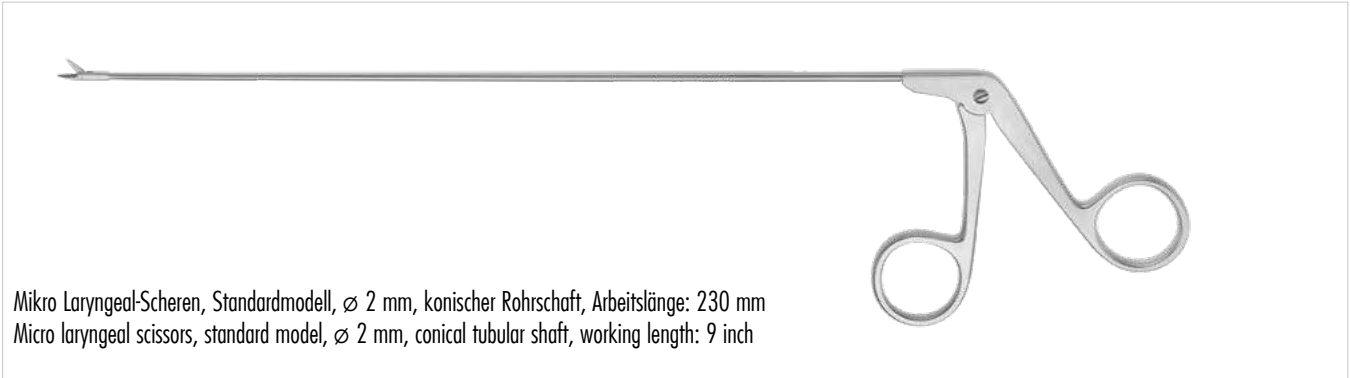 Mikro Laryngeal-Scheren, Standardmodell, ⌀ 2 mm, konischer Rohrschaft, Arbeitslänge: 230 mm
Micro laryngeal scissors, standard model, ⌀ 2 mm, conical tubular shaft, working length: 9 inch